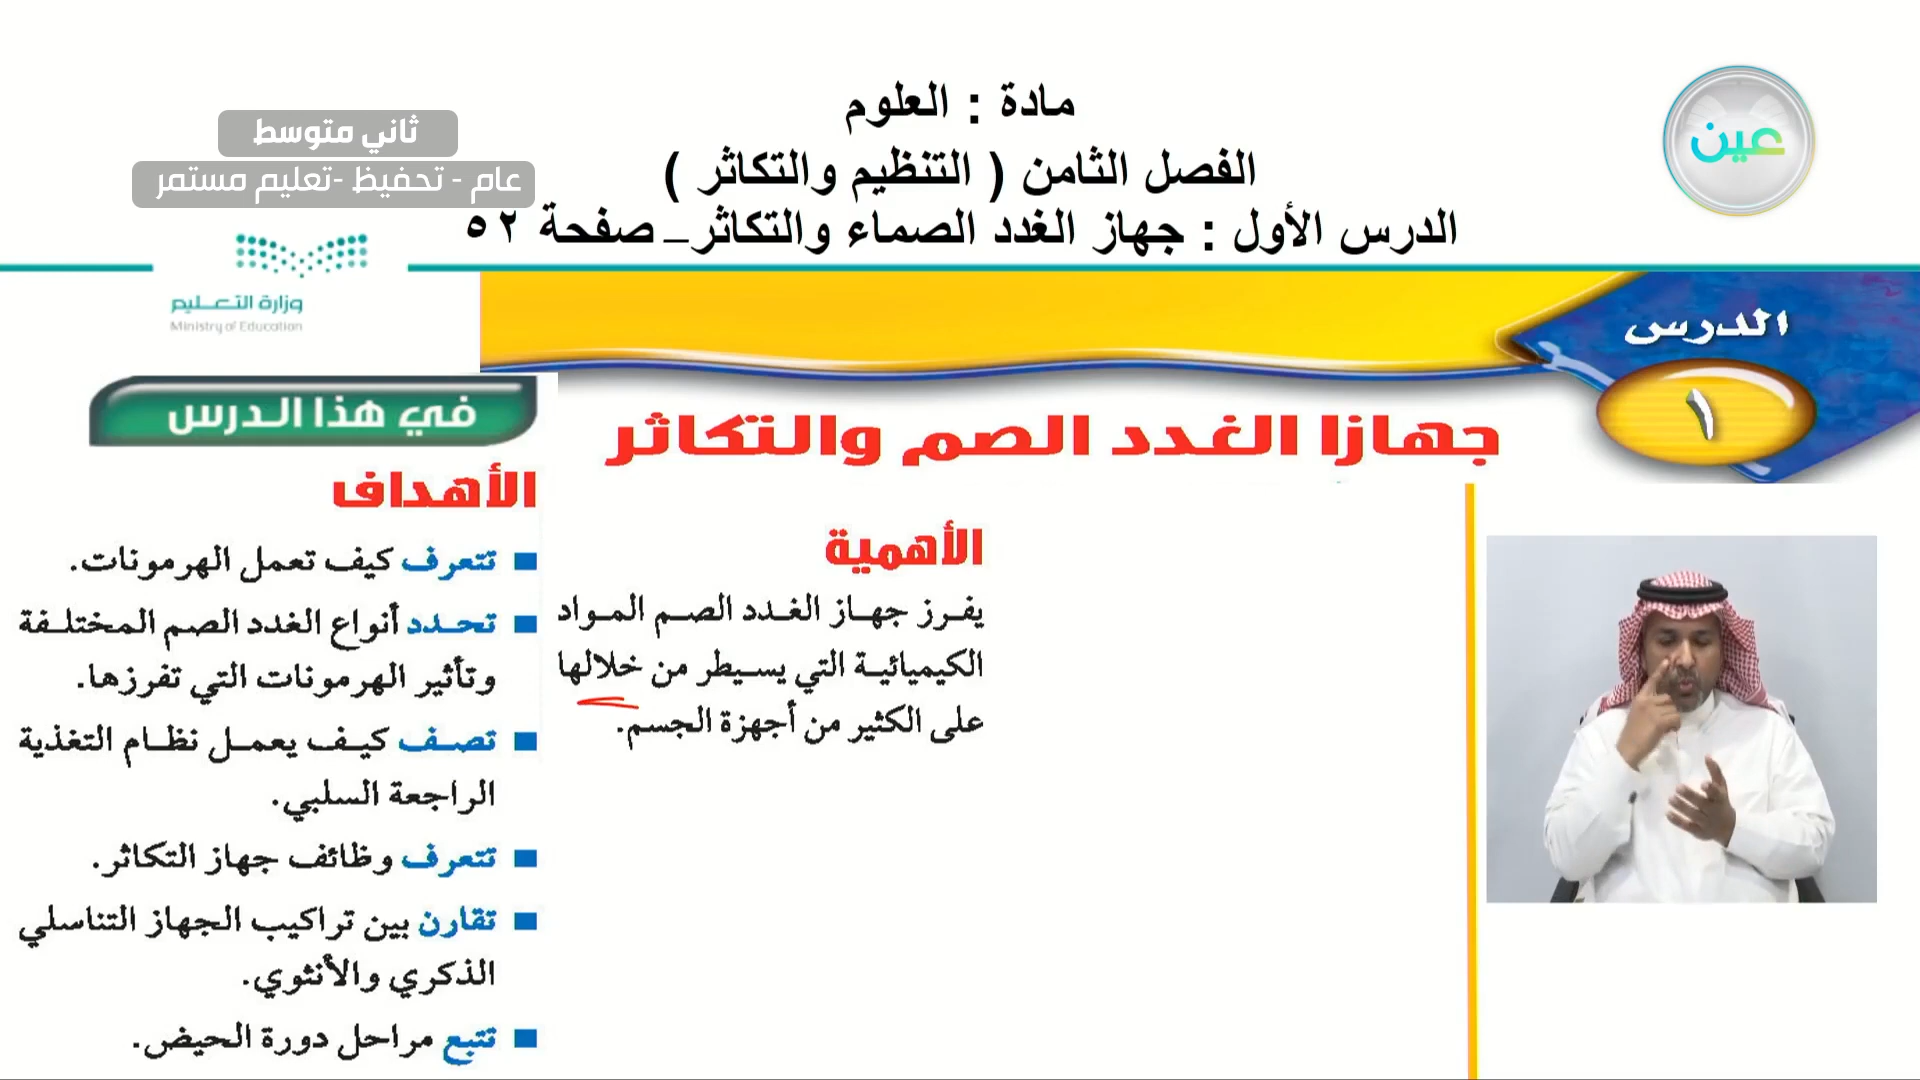 مادة : العلوم
الفصل الثامن ( التنظيم والتكاثر )
الدرس الأول : جهاز الغدد الصماء والتكاثر– صفحة ٥٢
عين
ثاني متوسط
عام - تحفيظ -تعليم مستمر
وزارة التعليم
Ministry of Education
الدرس
١
جهازا الغدد الصم والتكاثر
الأهمية
يفرز جهاز الغدد الصم المواد
الكيميائية التي يسيطر من خلالها
على الكثير من أجهزة الجسم.
في هذا الدرس
الأهداف
■ تتعرف كيف تعمل الهرمونات.
■ تحدد أنواع الغدد الصم المختلفة
وتأثير الهرمونات التي تفرزها.
■ تصف كيف يعمل نظام التغذية
الراجعة السلبي.
■ تتعرف وظائف جهاز التكاثر.
■ تقارن بين تراكيب الجهاز التناسلي
الذكري والأنثوي.
■ تتبع مراحل دورة الحيض.